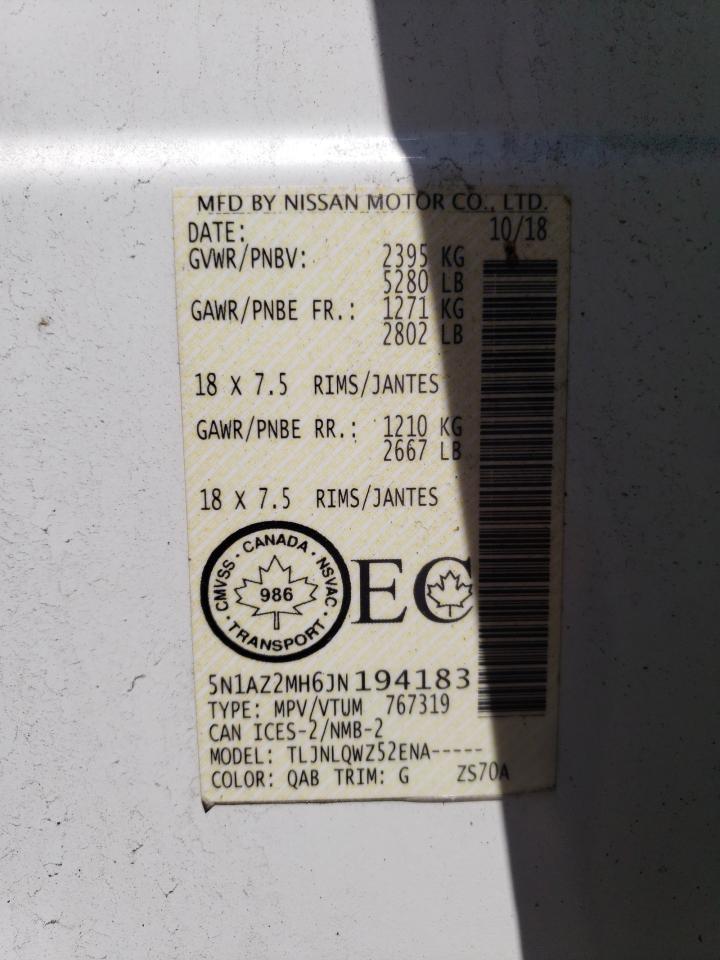 MFD BY NISSAN MOTOR CO., LTD.
DATE: 10/18
GVWR/PNBV: 2395 KG
5280 LB
GAWR/PNBE FR.: 1271 KG
2802 LB
18 X 7.5 RIMS/JANTES
GAWR/PNBE RR.: 1210 KG
2667 LB
18 X 7.5 RIMS/JANTES
CMVSS · CANADA · NSVAC · TRANSPORT ·
986
EC
5N1AZ2MH6JN194183
TYPE: MPV/VTUM 767319
CAN ICES-2/NMB-2
MODEL: TLJNLQWZ52ENA-----
COLOR: QAB TRIM: G ZS70A